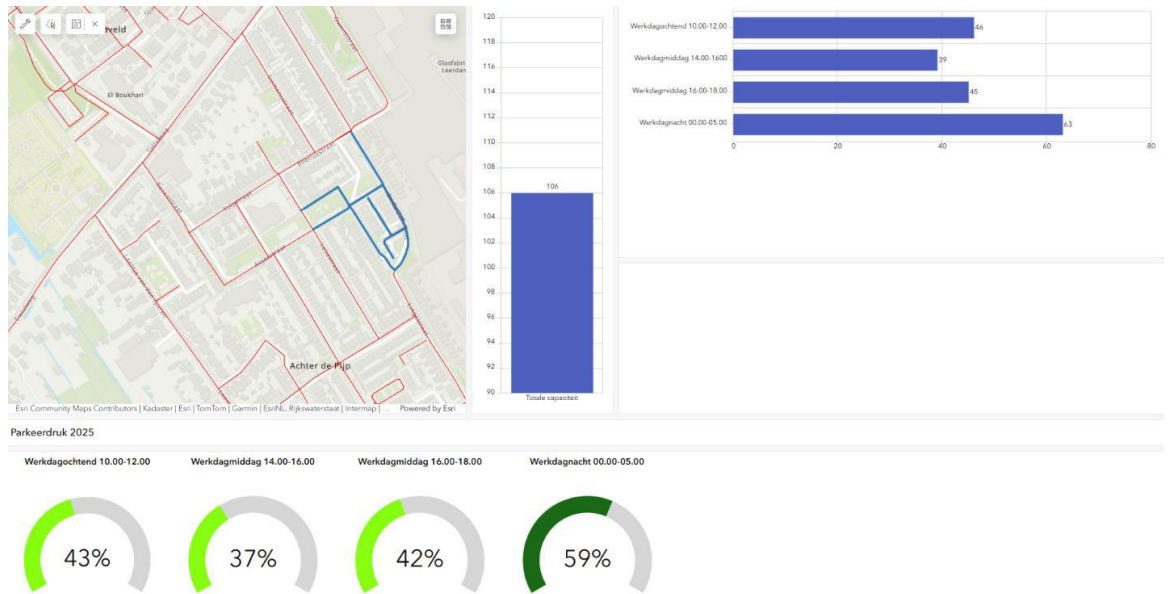 veld
El Boukhari
Glasfabri
Leerdam
Tiendweg
Achter de Pijp
Esri Community Maps Contributors | Kadaster | Esri | TomTom | Garmin | EsriNL, Rijkswaterstaat | Intermap | ...
Powered by Esri
120
118
116
114
112
110
108
106
104
102
100
98
96
94
92
90
106
Totale capaciteit
Werkdagochtend 10.00-12.00
46
Werkdagmiddag 14.00-1600
39
Werkdagmiddag 16.00-18.00
45
Werkdagnacht 00.00-05.00
63
0 20 40 60 80
Parkeerdruk 2025
Werkdagochtend 10.00-12.00 Werkdagmiddag 14.00-16.00 Werkdagmiddag 16.00-18.00 Werkdagnacht 00.00-05.00
43% 37% 42% 59%